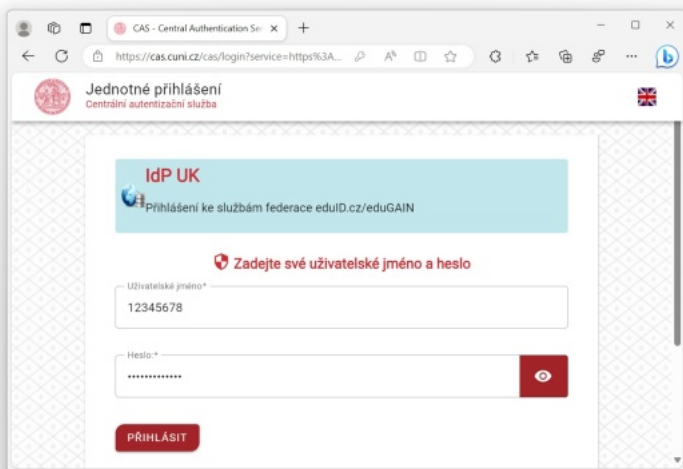 CAS - Central Authentication Ser
https://cas.cuni.cz/cas/login?service=https%3A...
Jednotné přihlášení
Centrální autentizační služba
IdP UK
Přihlášení ke službám federace eduID.cz/eduGAIN
Zadejte své uživatelské jméno a heslo
Uživatelské jméno*
12345678
Heslo:*
•••••••••••••
PŘIHLÁSIT